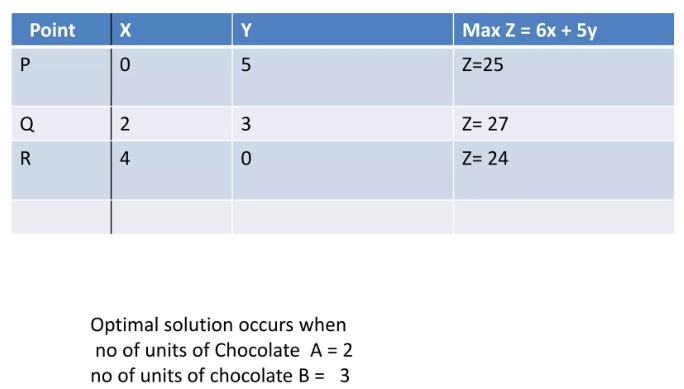 Point X Y Max Z = 6x + 5y
P 0 5 Z=25
Q 2 3 Z= 27
R 4 0 Z= 24
Optimal solution occurs when
no of units of Chocolate A = 2
no of units of chocolate B = 3